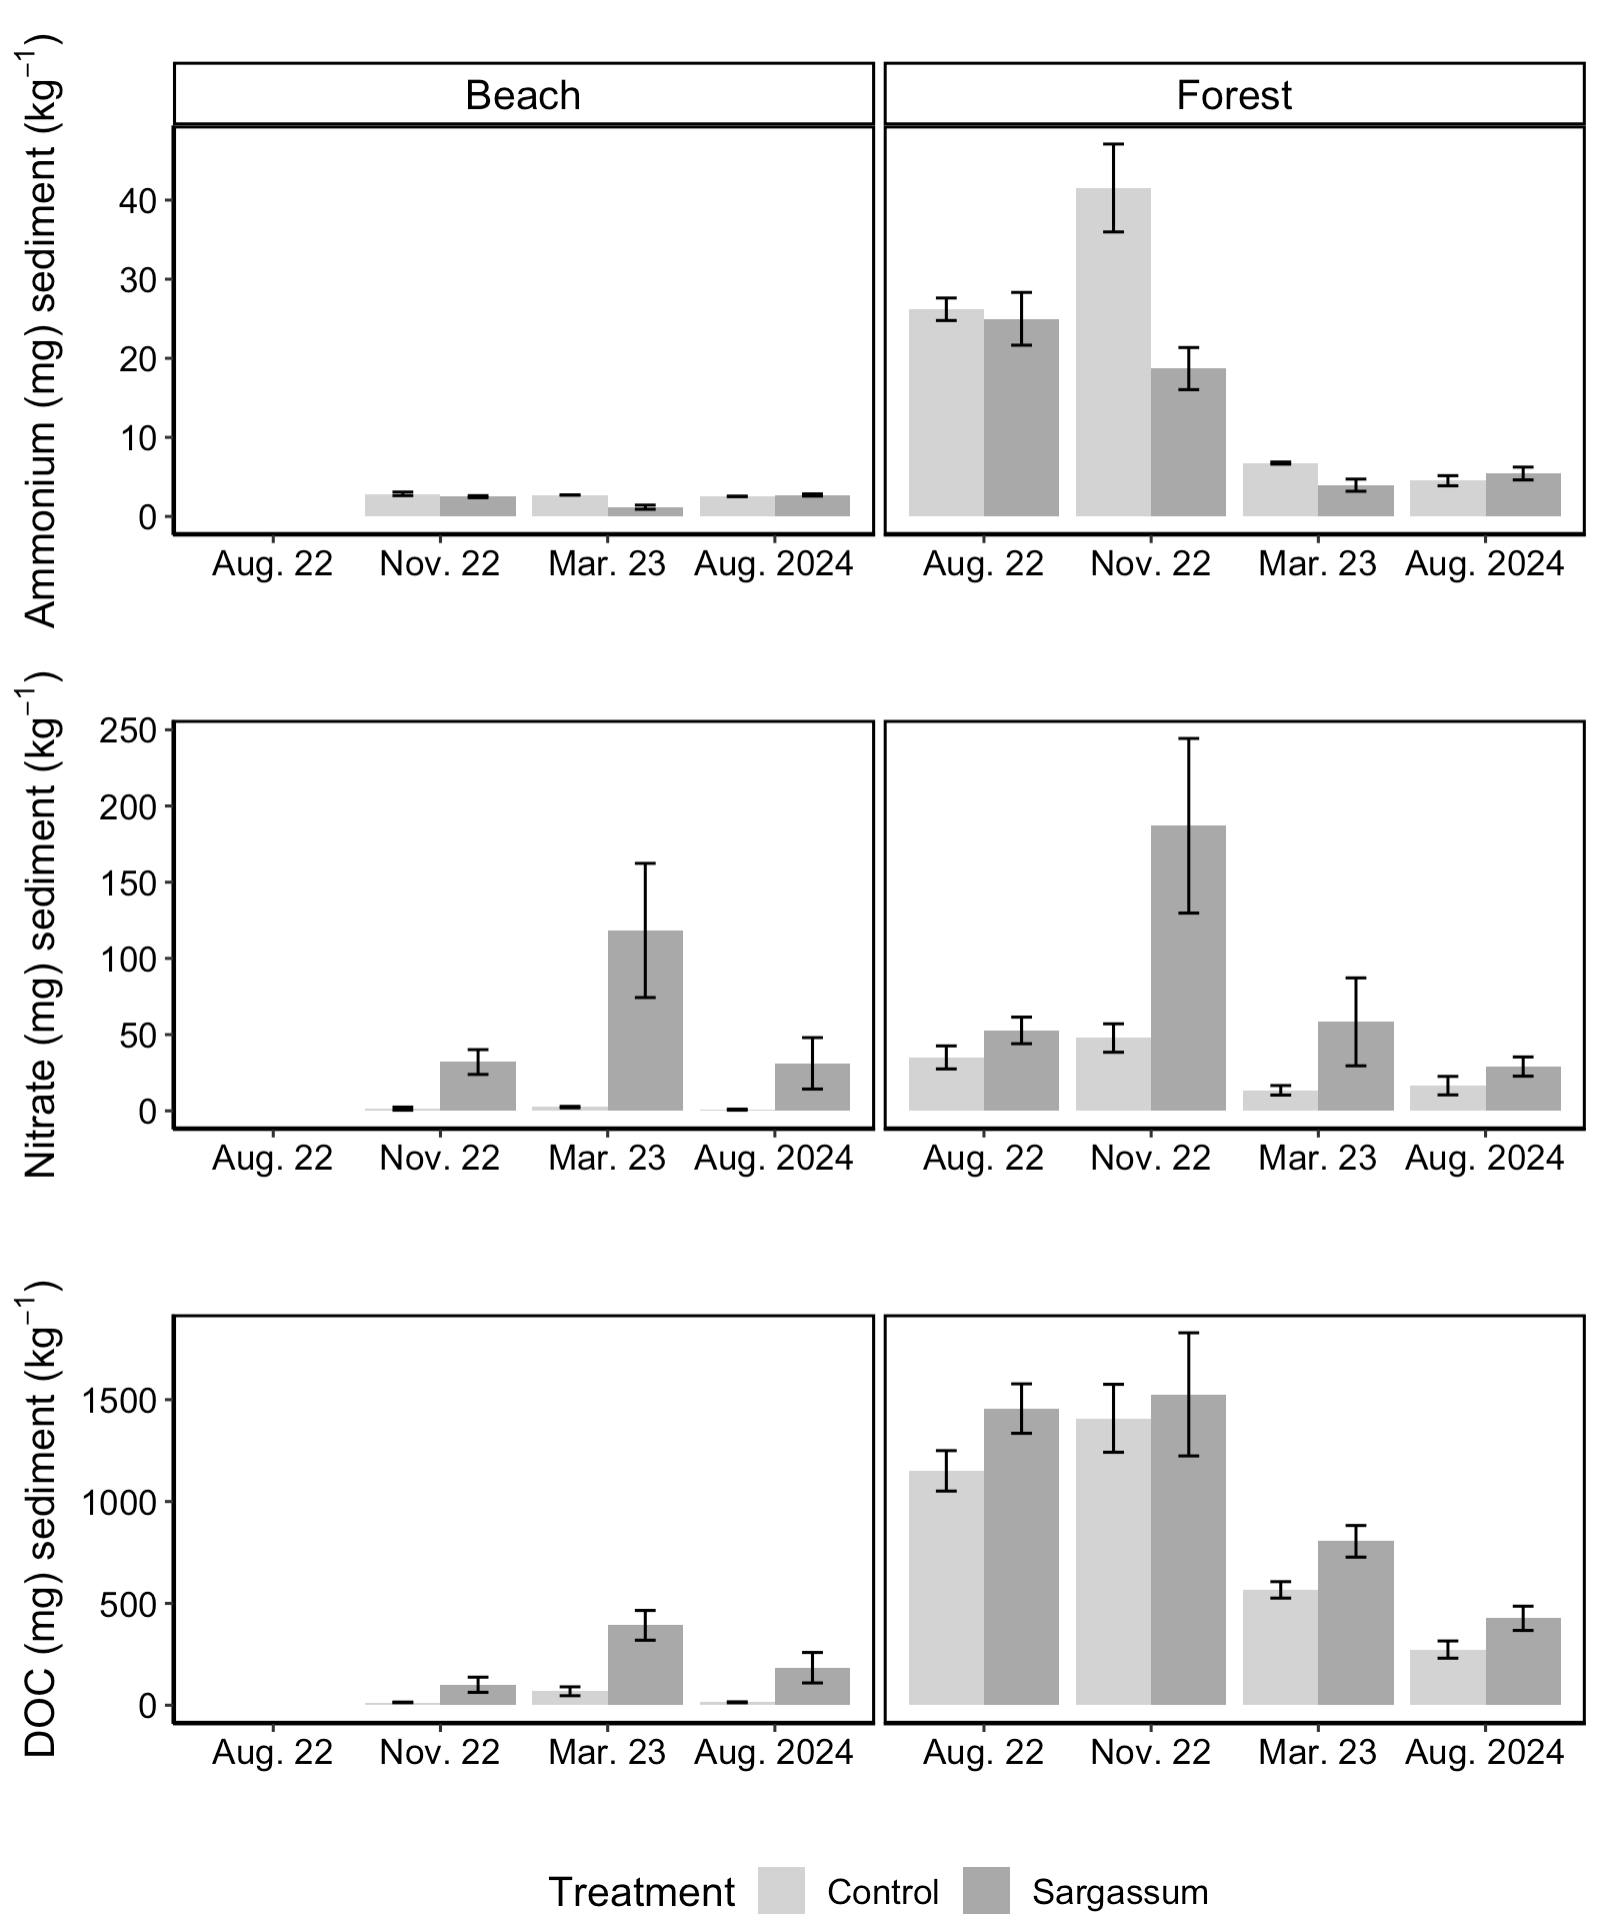 Beach Forest
Ammonium (mg) sediment (kg⁻¹)
40
30
20
10
0
Aug. 22 Nov. 22 Mar. 23 Aug. 2024 Aug. 22 Nov. 22 Mar. 23 Aug. 2024
Nitrate (mg) sediment (kg⁻¹)
250
200
150
100
50
0
Aug. 22 Nov. 22 Mar. 23 Aug. 2024 Aug. 22 Nov. 22 Mar. 23 Aug. 2024
DOC (mg) sediment (kg⁻¹)
1500
1000
500
0
Aug. 22 Nov. 22 Mar. 23 Aug. 2024 Aug. 22 Nov. 22 Mar. 23 Aug. 2024
Treatment Control Sargassum